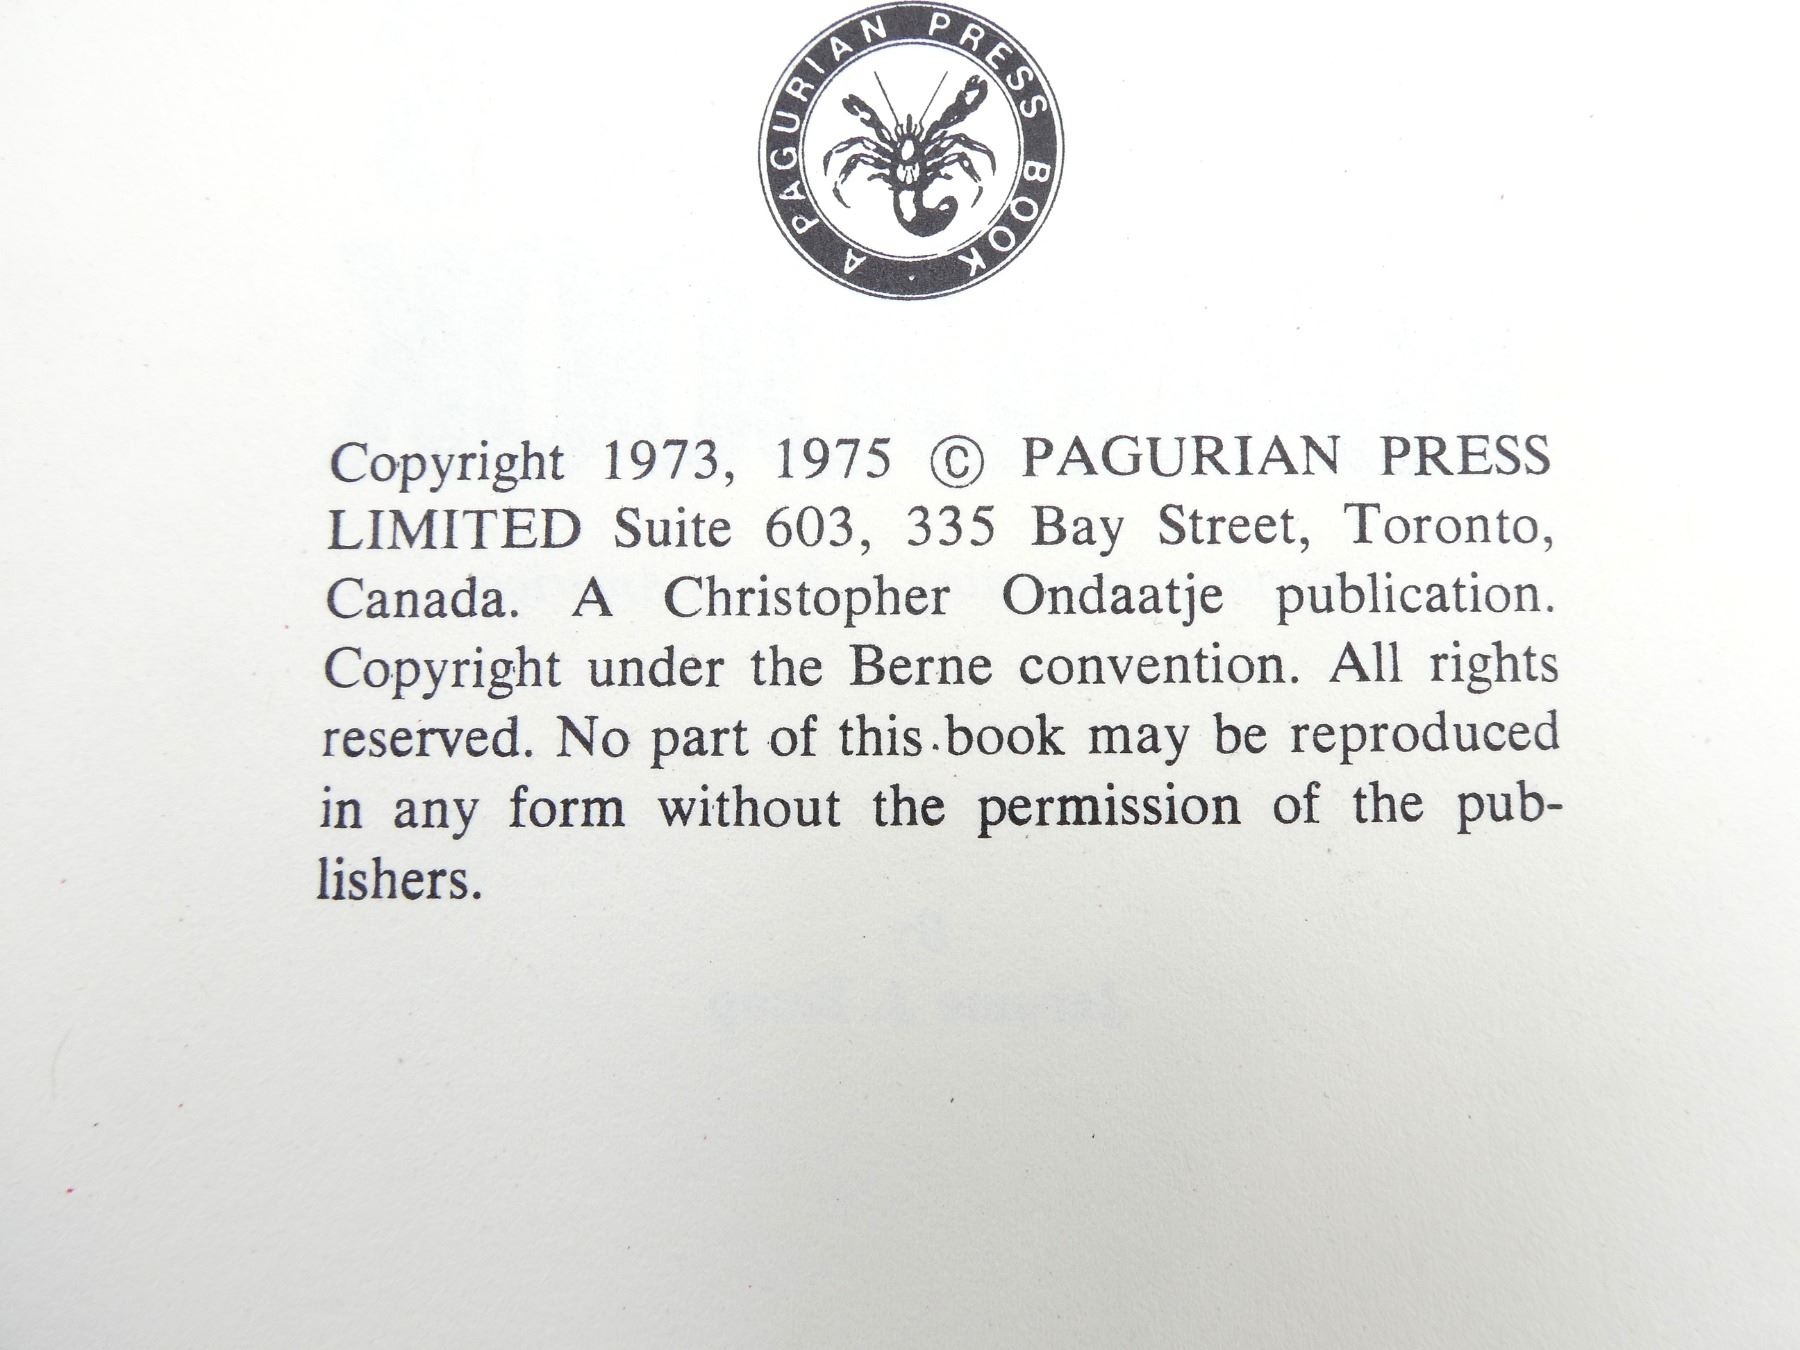 A PAGURIAN PRESS BOOK ·
Copyright 1973, 1975 © PAGURIAN PRESS
LIMITED Suite 603, 335 Bay Street, Toronto,
Canada. A Christopher Ondaatje publication.
Copyright under the Berne convention. All rights
reserved. No part of this book may be reproduced
in any form without the permission of the pub-
lishers.